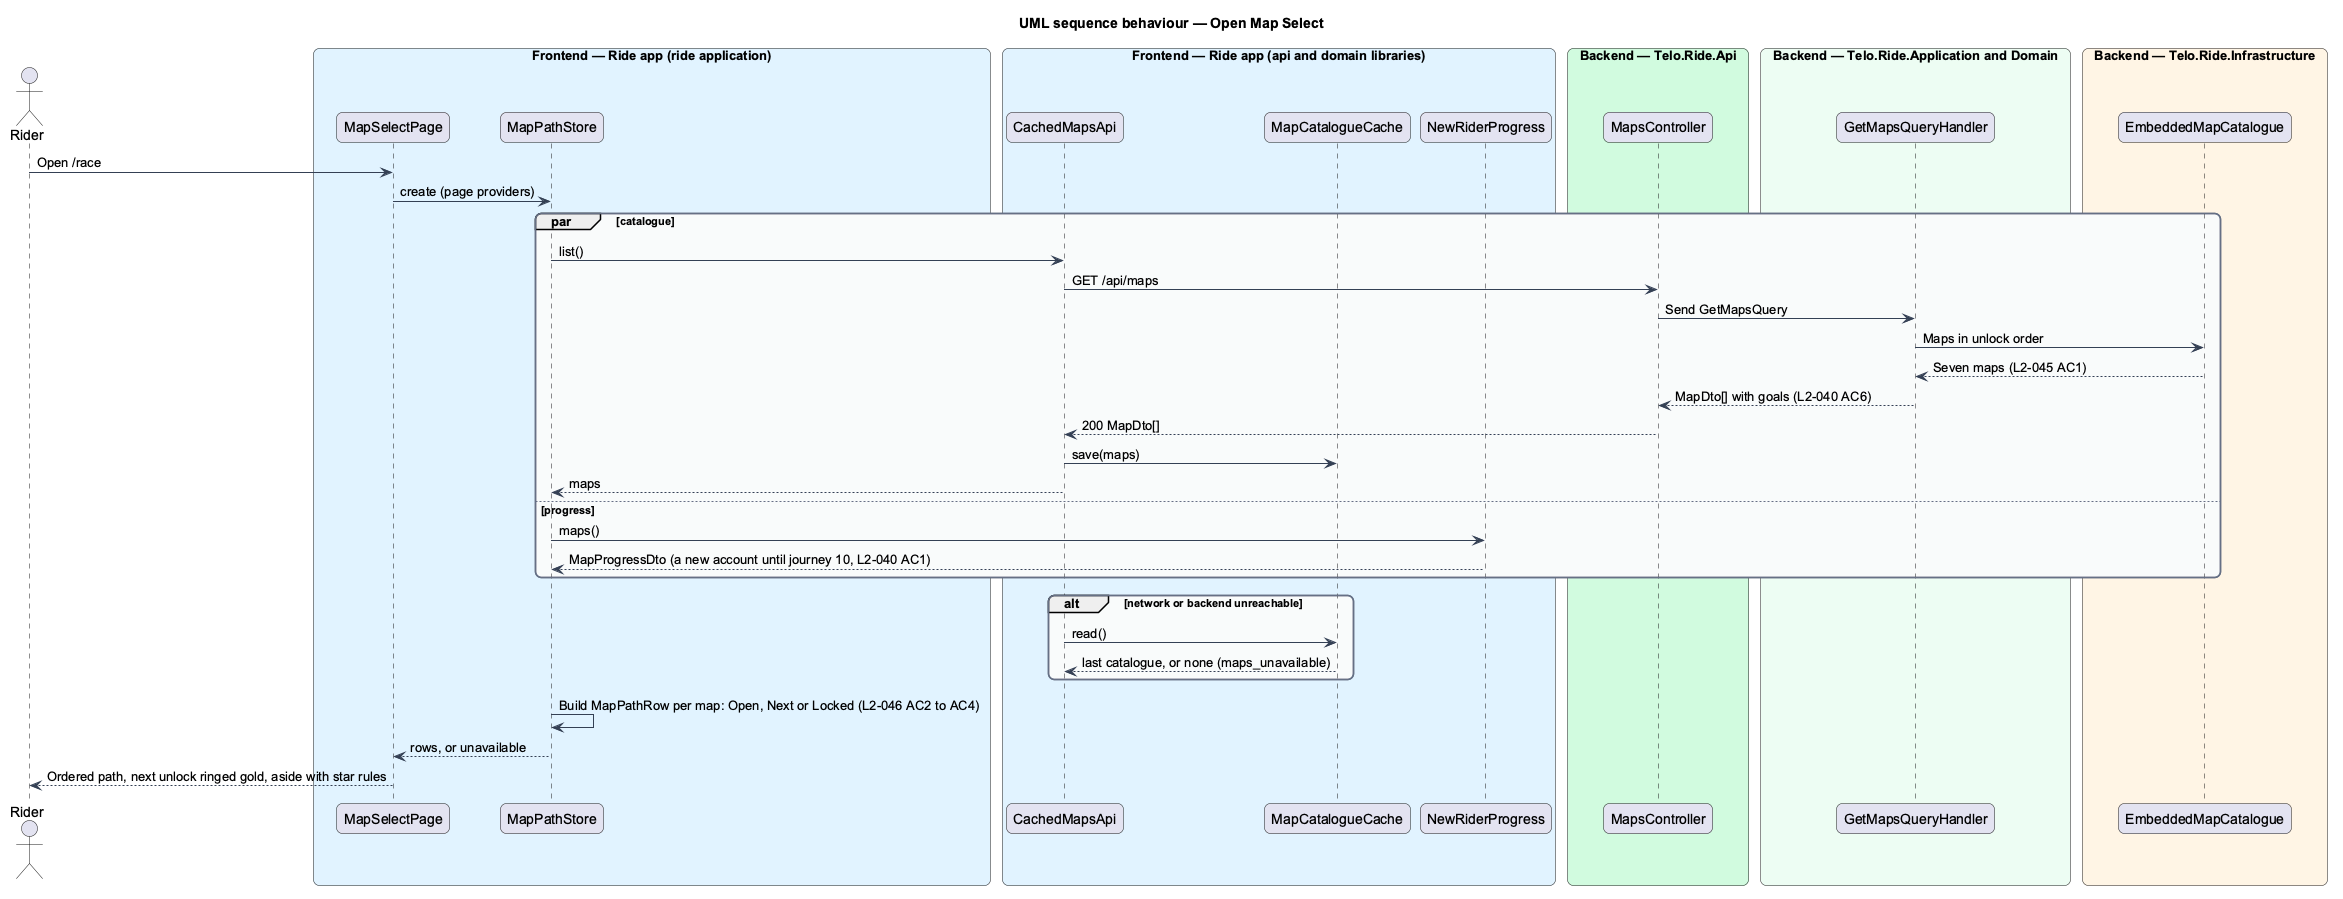 UML sequence behaviour — Open Map Select
Frontend — Ride app (ride application)
Frontend — Ride app (api and domain libraries)
Backend — Telo.Ride.Api
Backend — Telo.Ride.Application and Domain
Backend — Telo.Ride.Infrastructure
Rider
MapSelectPage
MapPathStore
CachedMapsApi
MapCatalogueCache
NewRiderProgress
MapsController
GetMapsQueryHandler
EmbeddedMapCatalogue
Open /race
create (page providers)
par
[catalogue]
list()
GET /api/maps
Send GetMapsQuery
Maps in unlock order
Seven maps (L2-045 AC1)
MapDto[] with goals (L2-040 AC6)
200 MapDto[]
save(maps)
maps
[progress]
maps()
MapProgressDto (a new account until journey 10, L2-040 AC1)
alt
[network or backend unreachable]
read()
last catalogue, or none (maps_unavailable)
Build MapPathRow per map: Open, Next or Locked (L2-046 AC2 to AC4)
rows, or unavailable
Ordered path, next unlock ringed gold, aside with star rules
Rider
MapSelectPage
MapPathStore
CachedMapsApi
MapCatalogueCache
NewRiderProgress
MapsController
GetMapsQueryHandler
EmbeddedMapCatalogue